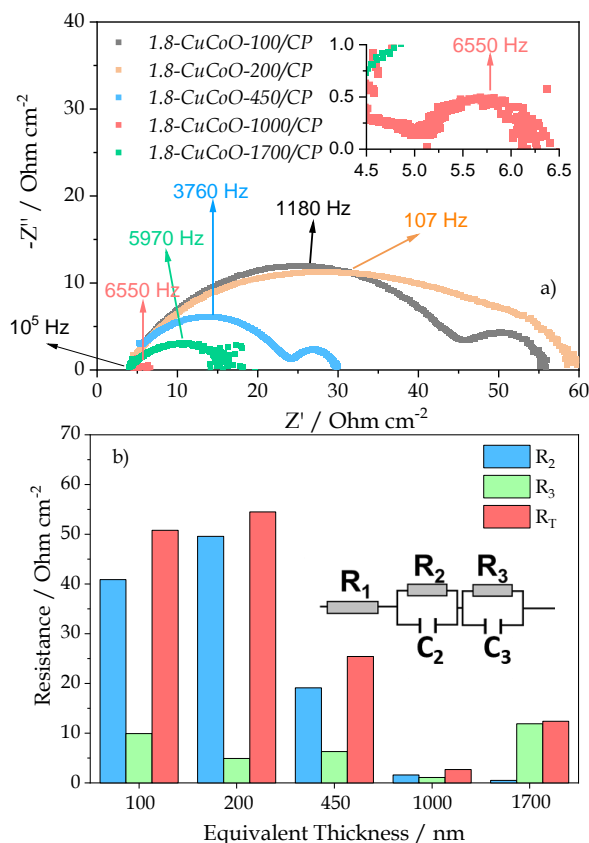 40
30
20
10
0
-Z'' / Ohm cm⁻²
1.8-CuCoO-100/CP
1.8-CuCoO-200/CP
1.8-CuCoO-450/CP
1.8-CuCoO-1000/CP
1.8-CuCoO-1700/CP
6550 Hz
1.0
0.5
0.0
4.5 5.0 5.5 6.0 6.5
3760 Hz
1180 Hz
107 Hz
5970 Hz
6550 Hz
10⁵ Hz
a)
0 10 20 30 40 50 60
Z' / Ohm cm⁻²
70
60
50
40
30
20
10
0
Resistance / Ohm cm⁻²
b)
R₂
R₃
R_T
R₁
R₂
R₃
C₂
C₃
100 200 450 1000 1700
Equivalent Thickness / nm